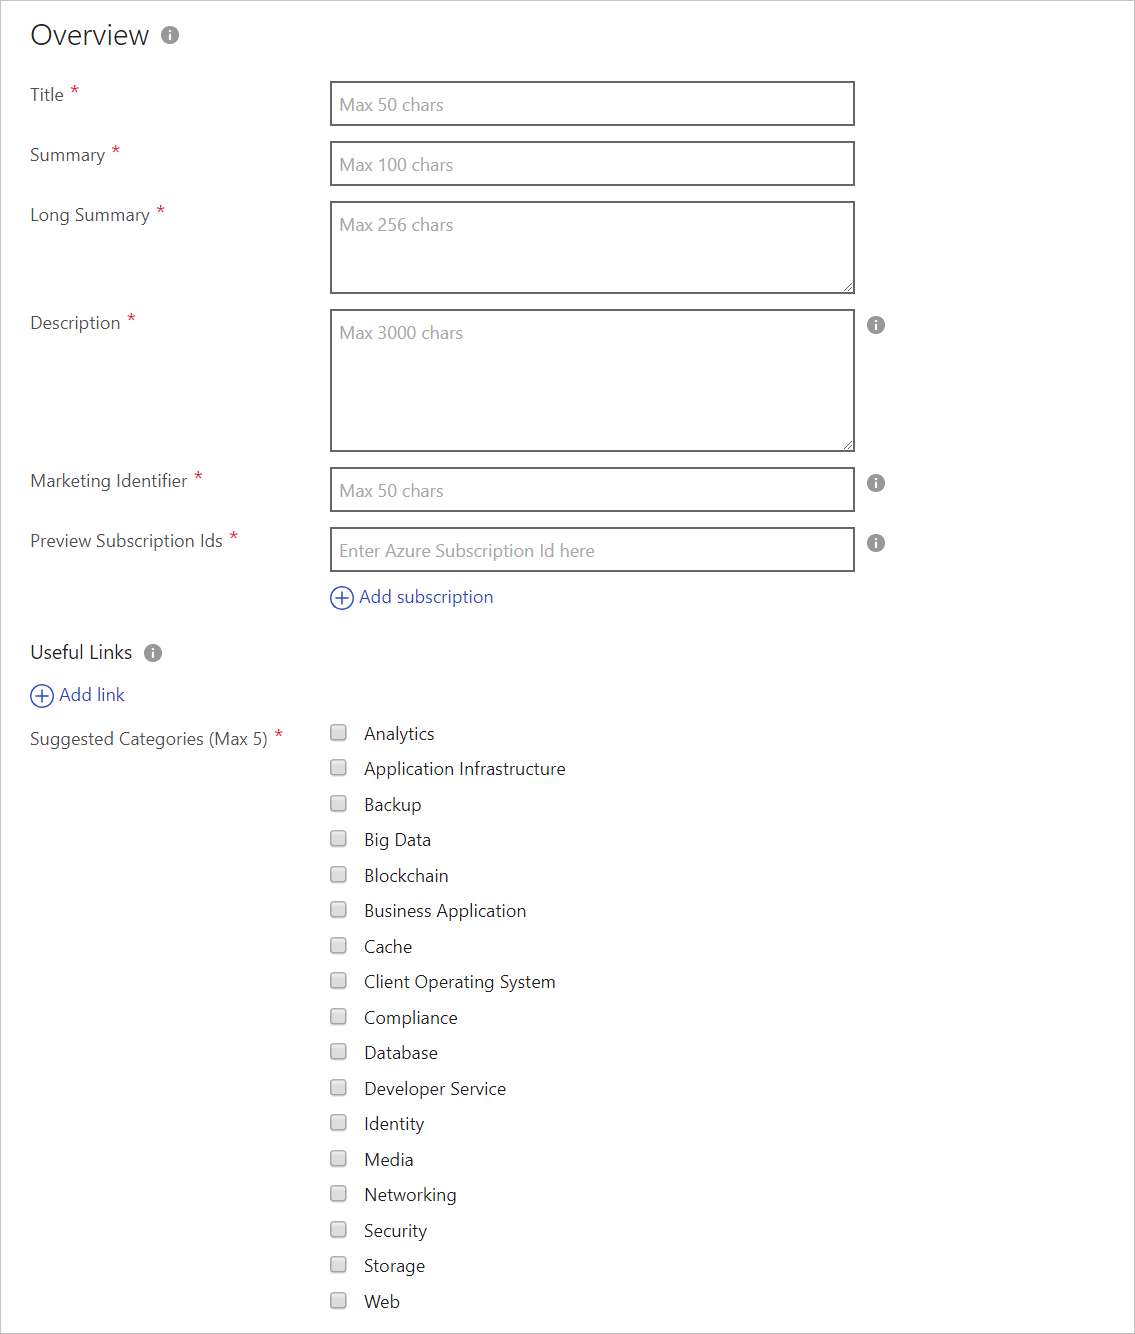 Overview
Title *
Max 50 chars
Summary *
Max 100 chars
Long Summary *
Max 256 chars
Description *
Max 3000 chars
Marketing Identifier *
Max 50 chars
Preview Subscription Ids *
Enter Azure Subscription Id here
Add subscription
Useful Links
Add link
Suggested Categories (Max 5) *
Analytics
Application Infrastructure
Backup
Big Data
Blockchain
Business Application
Cache
Client Operating System
Compliance
Database
Developer Service
Identity
Media
Networking
Security
Storage
Web